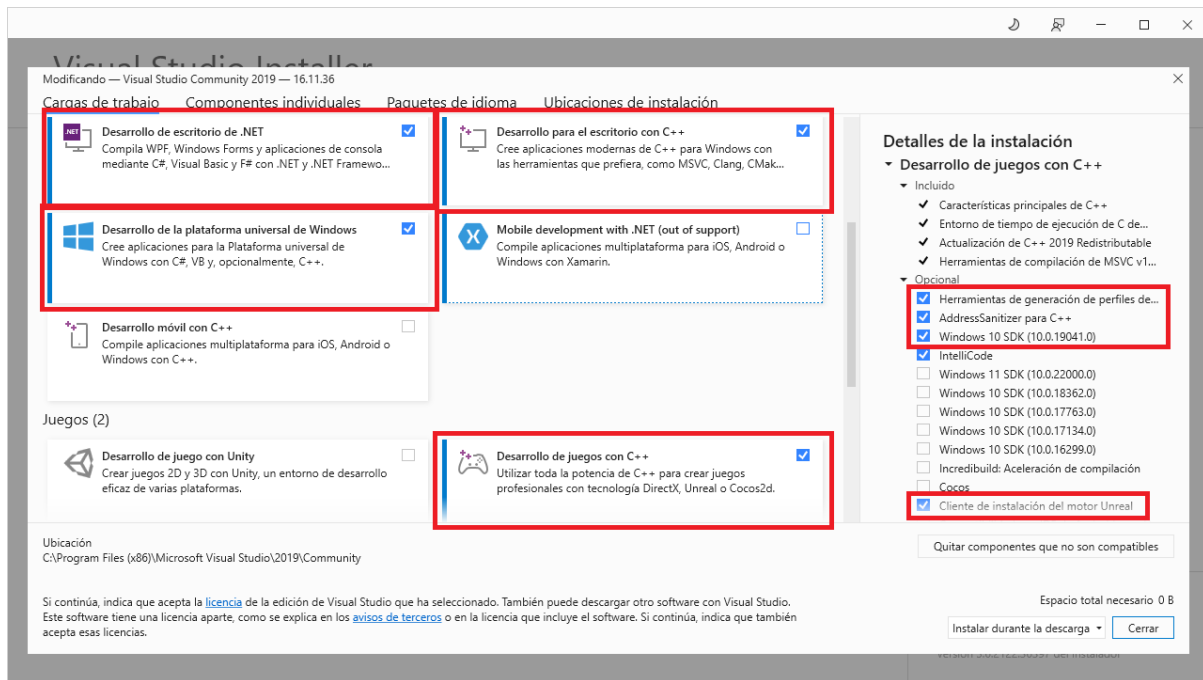 Visual Studio Installer
Modificando — Visual Studio Community 2019 — 16.11.36
Cargas de trabajo Componentes individuales Paquetes de idioma Ubicaciones de instalación
.NET
Desarrollo de escritorio de .NET
Compila WPF, Windows Forms y aplicaciones de consola
mediante C#, Visual Basic y F# con .NET y .NET Framewo...
Desarrollo para el escritorio con C++
Cree aplicaciones modernas de C++ para Windows con
las herramientas que prefiera, como MSVC, Clang, CMak...
Desarrollo de la plataforma universal de Windows
Cree aplicaciones para la Plataforma universal de
Windows con C#, VB y, opcionalmente, C++.
Mobile development with .NET (out of support)
Compile aplicaciones multiplataforma para iOS, Android o
Windows con Xamarin.
Desarrollo móvil con C++
Compile aplicaciones multiplataforma para iOS, Android o
Windows con C++.
Juegos (2)
Desarrollo de juego con Unity
Crear juegos 2D y 3D con Unity, un entorno de desarrollo
eficaz de varias plataformas.
Desarrollo de juegos con C++
Utilizar toda la potencia de C++ para crear juegos
profesionales con tecnología DirectX, Unreal o Cocos2d.
Detalles de la instalación
Desarrollo de juegos con C++
Incluido
Características principales de C++
Entorno de tiempo de ejecución de C de...
Actualización de C++ 2019 Redistributable
Herramientas de compilación de MSVC v1...
Opcional
Herramientas de generación de perfiles de...
AddressSanitizer para C++
Windows 10 SDK (10.0.19041.0)
IntelliCode
Windows 11 SDK (10.0.22000.0)
Windows 10 SDK (10.0.18362.0)
Windows 10 SDK (10.0.17763.0)
Windows 10 SDK (10.0.17134.0)
Windows 10 SDK (10.0.16299.0)
Incredibuild: Aceleración de compilación
Cocos
Cliente de instalación del motor Unreal
Ubicación
C:\Program Files (x86)\Microsoft Visual Studio\2019\Community
Quitar componentes que no son compatibles
Si continúa, indica que acepta la licencia de la edición de Visual Studio que ha seleccionado. También puede descargar otro software con Visual Studio.
Este software tiene una licencia aparte, como se explica en los avisos de terceros o en la licencia que incluye el software. Si continúa, indica que también
acepta esas licencias.
Espacio total necesario 0 B
Instalar durante la descarga Cerrar
del instalador